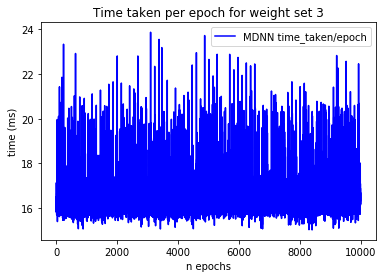 Time taken per epoch for weight set 3
MDNN time_taken/epoch
time (ms)
24
22
20
18
16
0 2000 4000 6000 8000 10000
n epochs